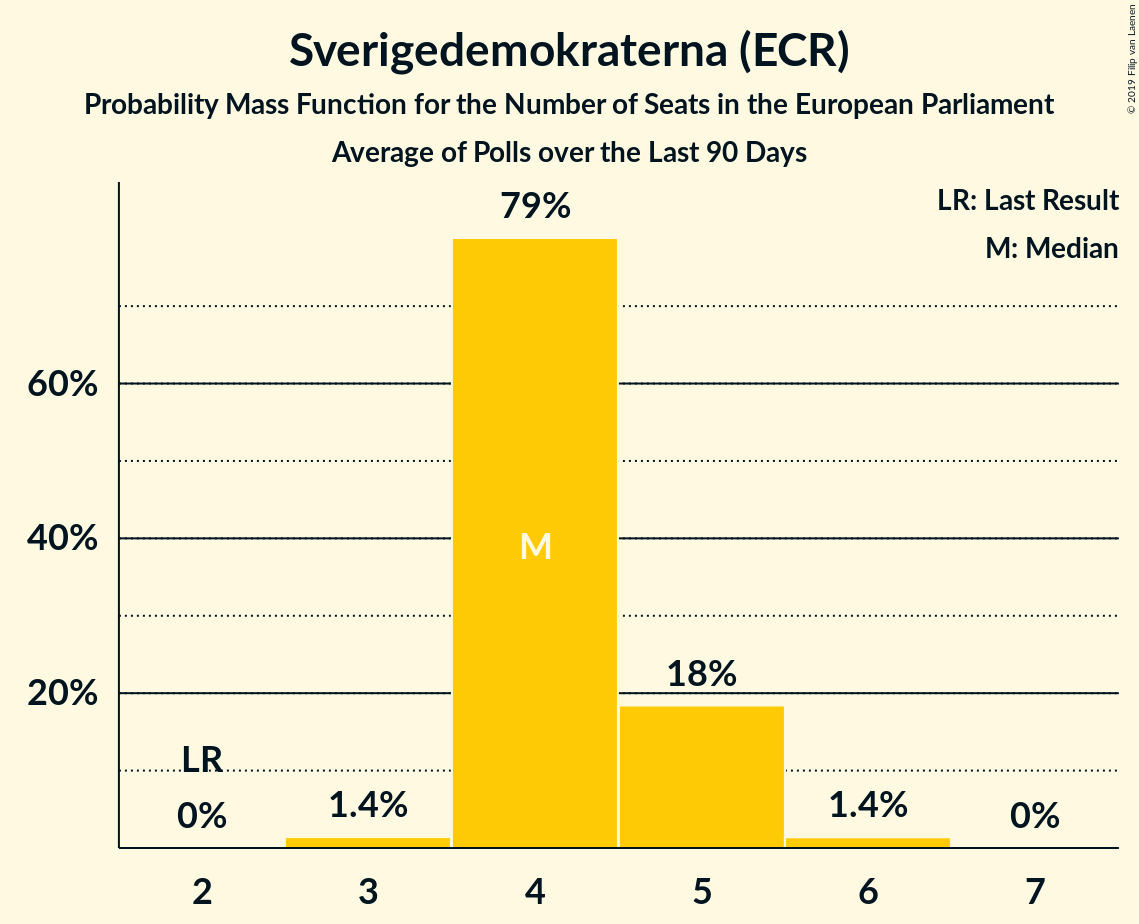 Sverigedemokraterna (ECR)
Probability Mass Function for the Number of Seats in the European Parliament
Average of Polls over the Last 90 Days
© 2019 Filip van Laenen
LR: Last Result
M: Median
79%
60%
40%
M
20%
18%
LR
0%
1.4%
1.4%
0%
2 3 4 5 6 7